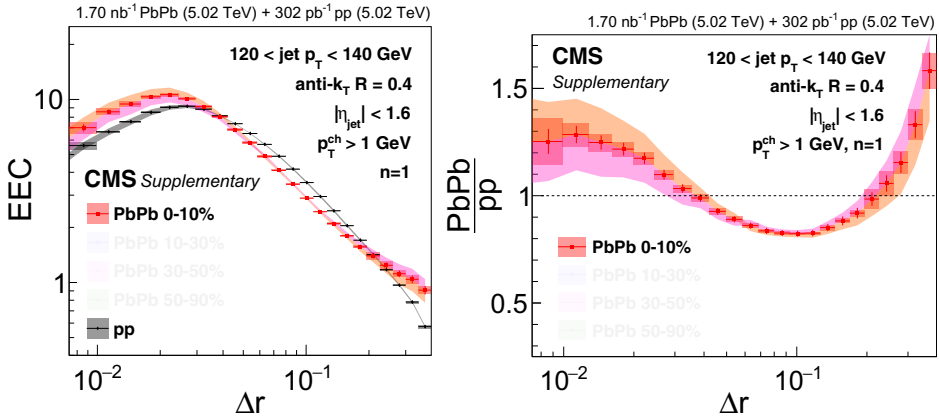 1.70 nb⁻¹ PbPb (5.02 TeV) + 302 pb⁻¹ pp (5.02 TeV)
120 < jet p_T < 140 GeV
anti-k_T R = 0.4
|η_jet| < 1.6
p_T^ch > 1 GeV
n=1
CMS Supplementary
PbPb 0-10%
PbPb 10-30%
PbPb 30-50%
PbPb 50-90%
pp
EEC
10
1
10⁻²
10⁻¹
Δr
1.70 nb⁻¹ PbPb (5.02 TeV) + 302 pb⁻¹ pp (5.02 TeV)
CMS
Supplementary
120 < jet p_T < 140 GeV
anti-k_T R = 0.4
|η_jet| < 1.6
p_T^ch > 1 GeV, n=1
PbPb 0-10%
PbPb 10-30%
PbPb 30-50%
PbPb 50-90%
PbPb
pp
1.5
1
0.5
10⁻²
10⁻¹
Δr